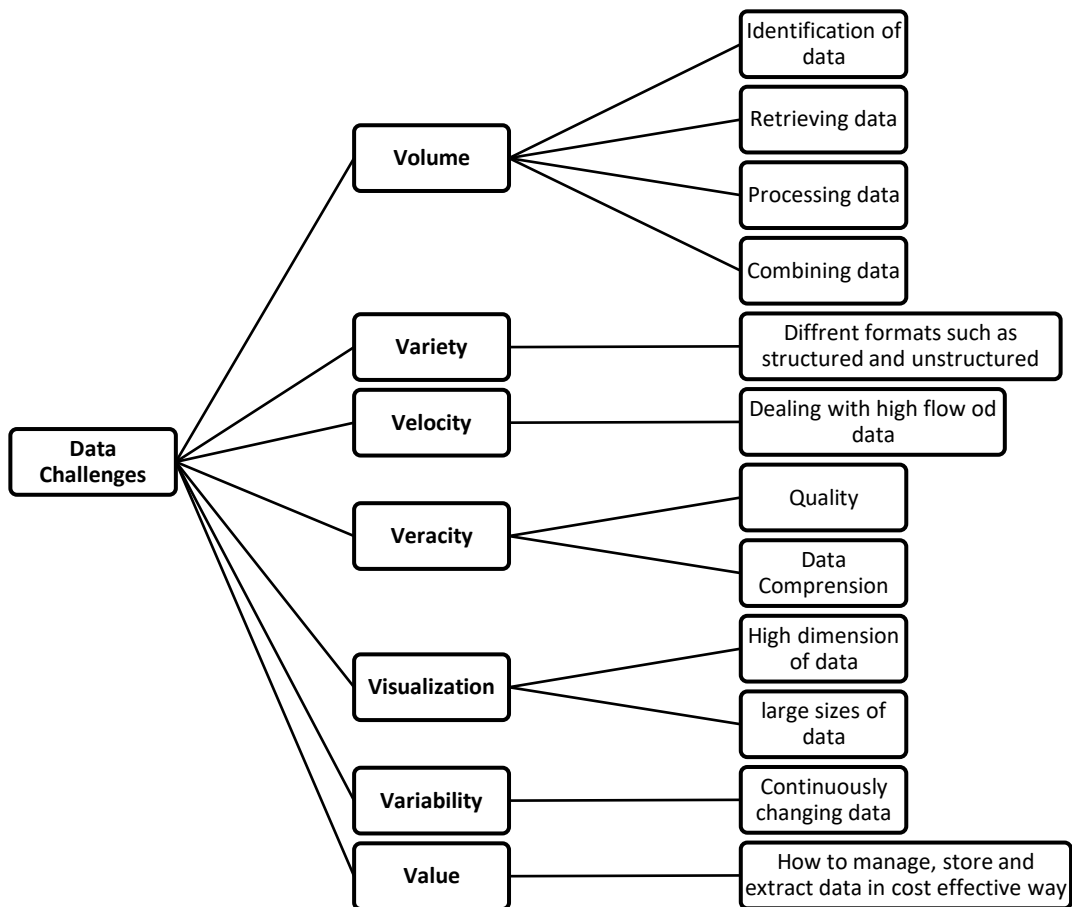 Data
Challenges
Volume
Identification of
data
Retrieving data
Processing data
Combining data
Variety
Diffrent formats such as
structured and unstructured
Velocity
Dealing with high flow od
data
Veracity
Quality
Data
Comprension
Visualization
High dimension
of data
large sizes of
data
Variability
Continuously
changing data
Value
How to manage, store and
extract data in cost effective way